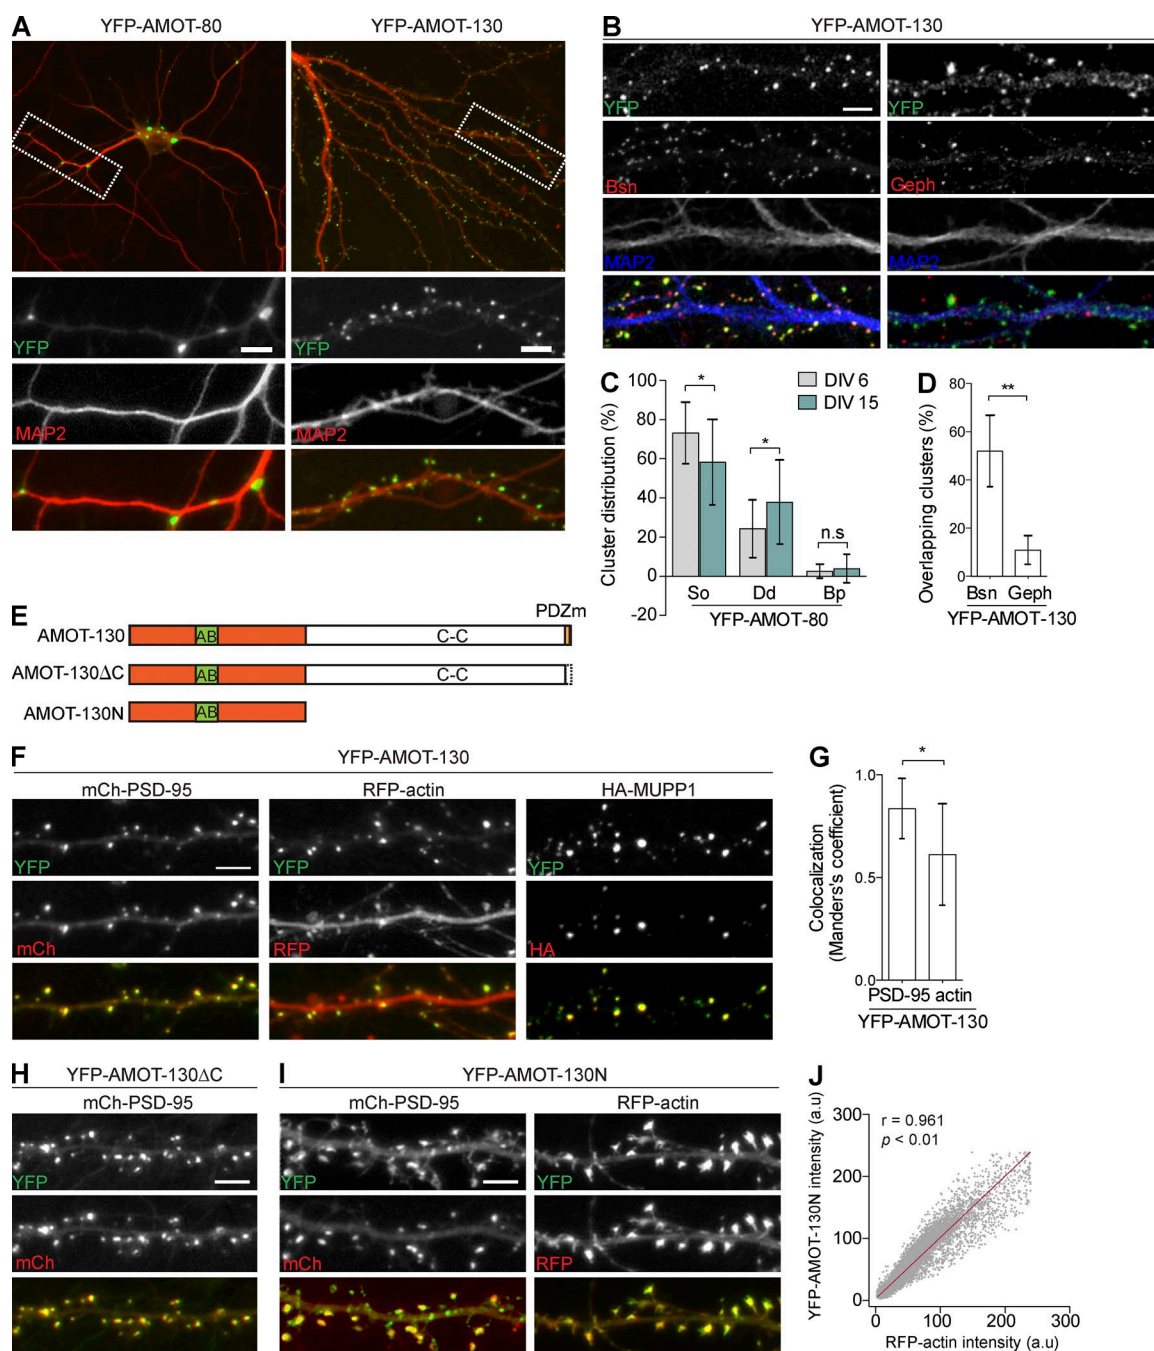 A
YFP-AMOT-80
YFP-AMOT-130
YFP
YFP
MAP2
B
YFP-AMOT-130
YFP
YFP
Bsn
Geph
MAP2
MAP2
C
Cluster distribution (%)
100
80
60
40
20
0
-20
*
*
n.s
DIV 6
DIV 15
So
Dd
Bp
YFP-AMOT-80
D
Overlapping clusters (%)
80
60
40
20
0
**
Bsn
Geph
YFP-AMOT-130
E
PDZm
AMOT-130
AB
C-C
AMOT-130ΔC
AB
C-C
AMOT-130N
AB
F
YFP-AMOT-130
mCh-PSD-95
RFP-actin
HA-MUPP1
YFP
YFP
YFP
mCh
RFP
HA
G
Colocalization
(Manders's coefficient)
1.0
0.5
0.0
*
PSD-95 actin
YFP-AMOT-130
H
YFP-AMOT-130ΔC
mCh-PSD-95
YFP
mCh
I
YFP-AMOT-130N
mCh-PSD-95
RFP-actin
YFP
YFP
mCh
RFP
J
YFP-AMOT-130N intensity (a.u)
300
200
100
0
r = 0.961
p < 0.01
0
100
200
300
RFP-actin intensity (a.u)